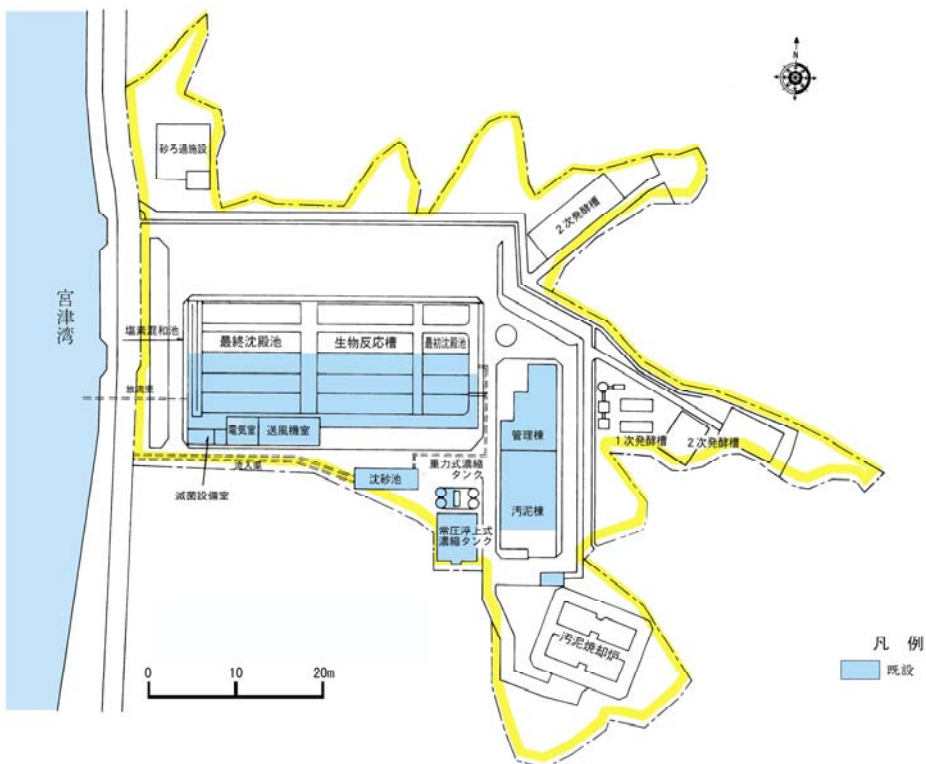 N
砂ろ過施設
2次発酵槽
宮津湾
塩素混和池
最終沈殿池
生物反応槽
最初沈殿池
放流渠
電気室
送風機室
管理棟
1次発酵槽
2次発酵槽
流入渠
重力式濃縮
タンク
沈砂池
滅菌設備室
汚泥棟
常圧浮上式
濃縮タンク
汚泥焼却炉
0 10 20m
凡 例
既設